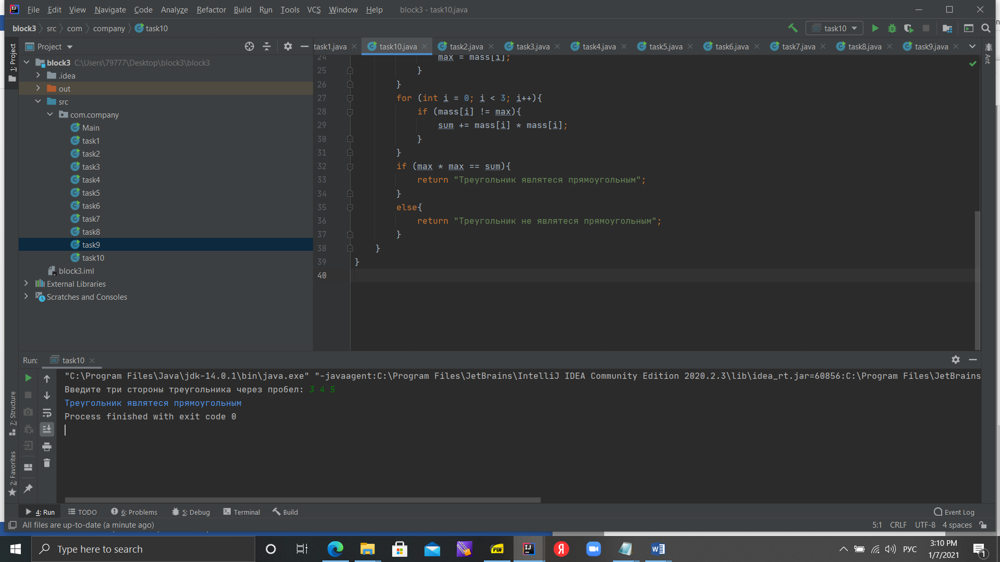 File Edit View Navigate Code Analyze Refactor Build Run Tools VCS Window Help block3 - task10.java
block3 src com company task10 task10
Project task1.java task10.java task2.java task3.java task4.java task5.java task6.java task7.java task8.java task9.java
1: Project
Ant
block3 C:\Users\79777\Desktop\block3\block3
.idea
out
src
com.company
Main
task1
task2
task3
task4
task5
task6
task7
task8
task9
task10
block3.iml
External Libraries
Scratches and Consoles
24 max = mass[i];
25 }
26 }
27 for (int i = 0; i < 3; i++){
28 if (mass[i] != max){
29 sum += mass[i] * mass[i];
30 }
31 }
32 if (max * max == sum){
33 return "Треугольник являтеся прямоугольным";
34 }
35 else{
36 return "Треугольник не являтеся прямоугольным";
37 }
38 }
39 }
40
Run: task10
"C:\Program Files\Java\jdk-14.0.1\bin\java.exe" "-javaagent:C:\Program Files\JetBrains\IntelliJ IDEA Community Edition 2020.2.3\lib\idea_rt.jar=60856:C:\Program Files\JetBrains
Введите три стороны треугольника через пробел: 3 4 5
Треугольник являтеся прямоугольным
Process finished with exit code 0
7: Structure
2: Favorites
4: Run TODO 6: Problems 5: Debug Terminal Build Event Log
All files are up-to-date (a minute ago) 5:1 CRLF UTF-8 4 spaces
Type here to search PDF РУС 3:10 PM
1/7/2021 1